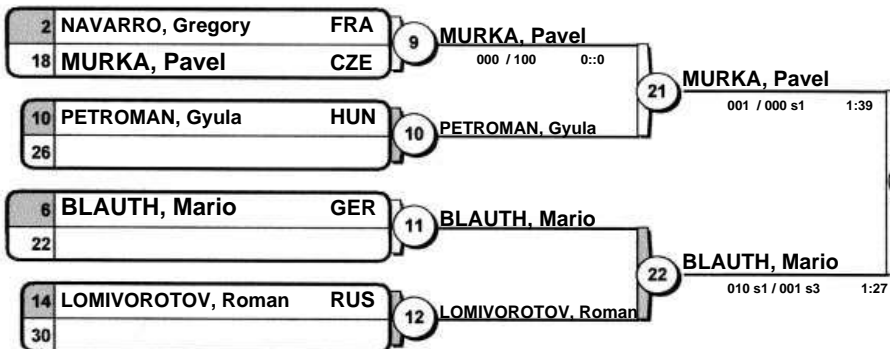 2 NAVARRO, Gregory FRA
18 MURKA, Pavel CZE
9
MURKA, Pavel
000 / 100 0::0
10 PETROMAN, Gyula HUN
26
10
PETROMAN, Gyula
21
MURKA, Pavel
001 / 000 s1 1:39
6 BLAUTH, Mario GER
22
11
BLAUTH, Mario
14 LOMIVOROTOV, Roman RUS
30
12
LOMIVOROTOV, Roman
22
BLAUTH, Mario
010 s1 / 001 s3 1:27